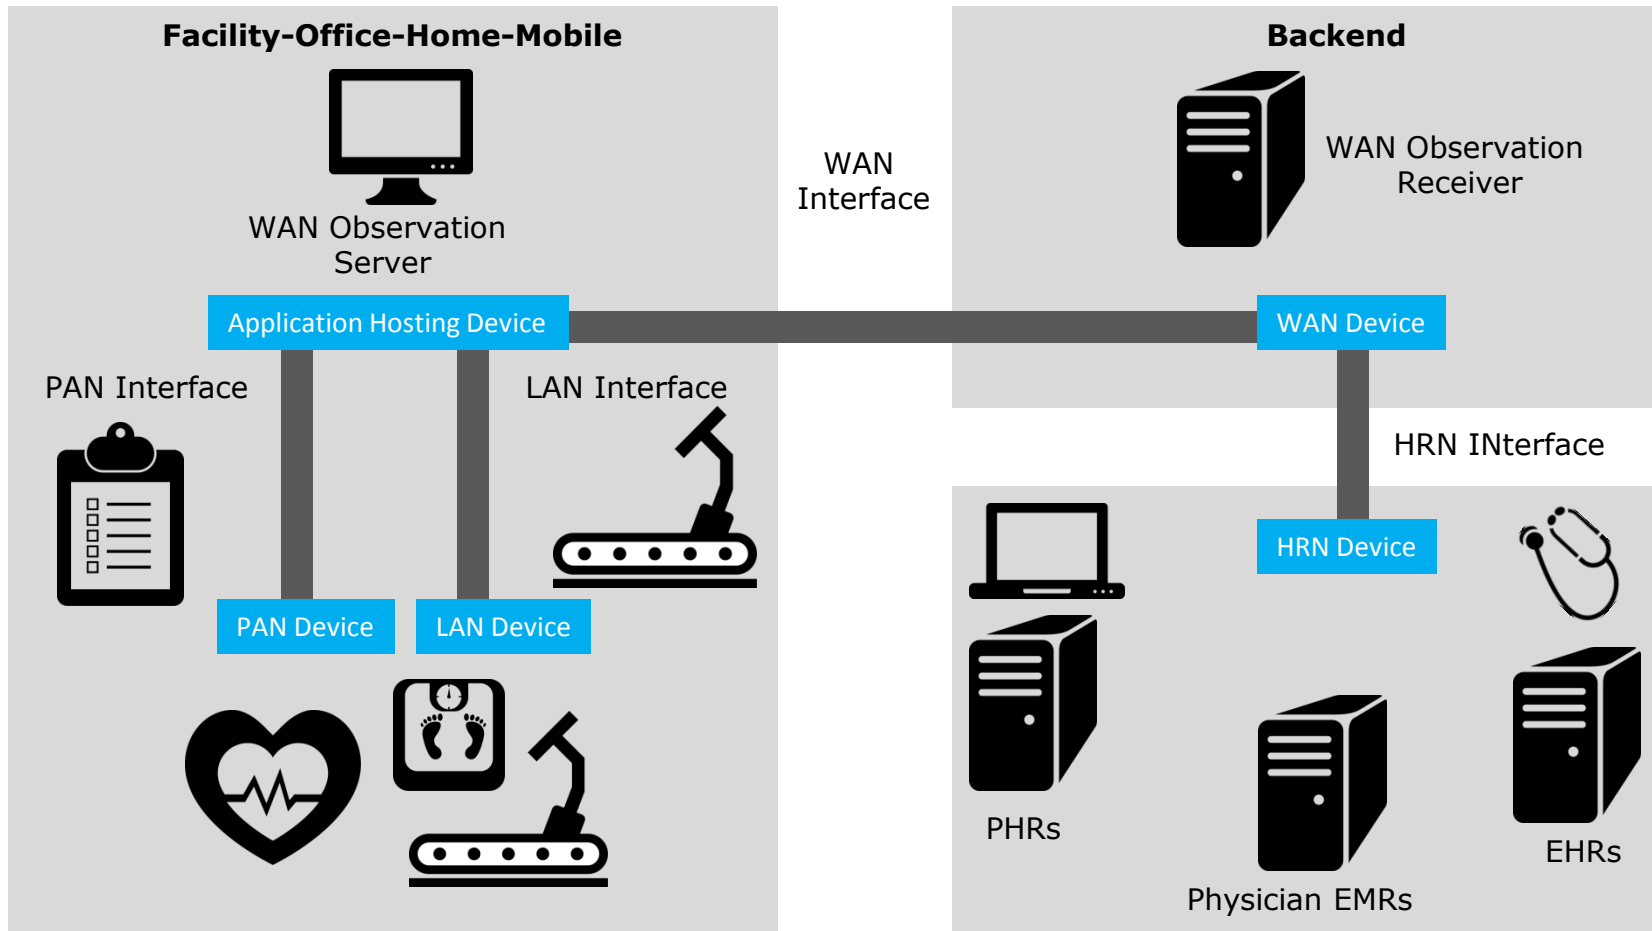 Facility-Office-Home-Mobile
WAN Observation
Server
Application Hosting Device
PAN Interface
LAN Interface
PAN Device
LAN Device
WAN
Interface
Backend
WAN Observation
Receiver
WAN Device
HRN INterface
HRN Device
PHRs
Physician EMRs
EHRs